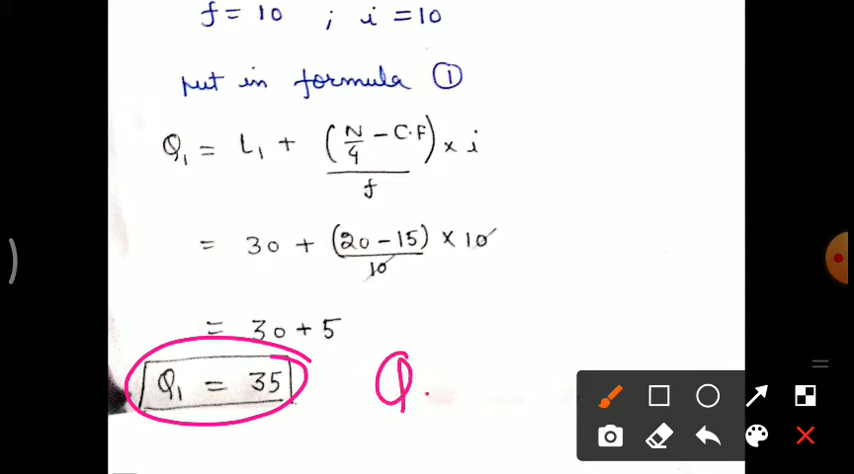 f = 10 ; i = 10
put in formula ①
Q₁ = L₁ + (N/4 - C.F)/f × i
= 30 + (20 - 15)/10 × 10
= 30 + 5
Q₁ = 35 Q.